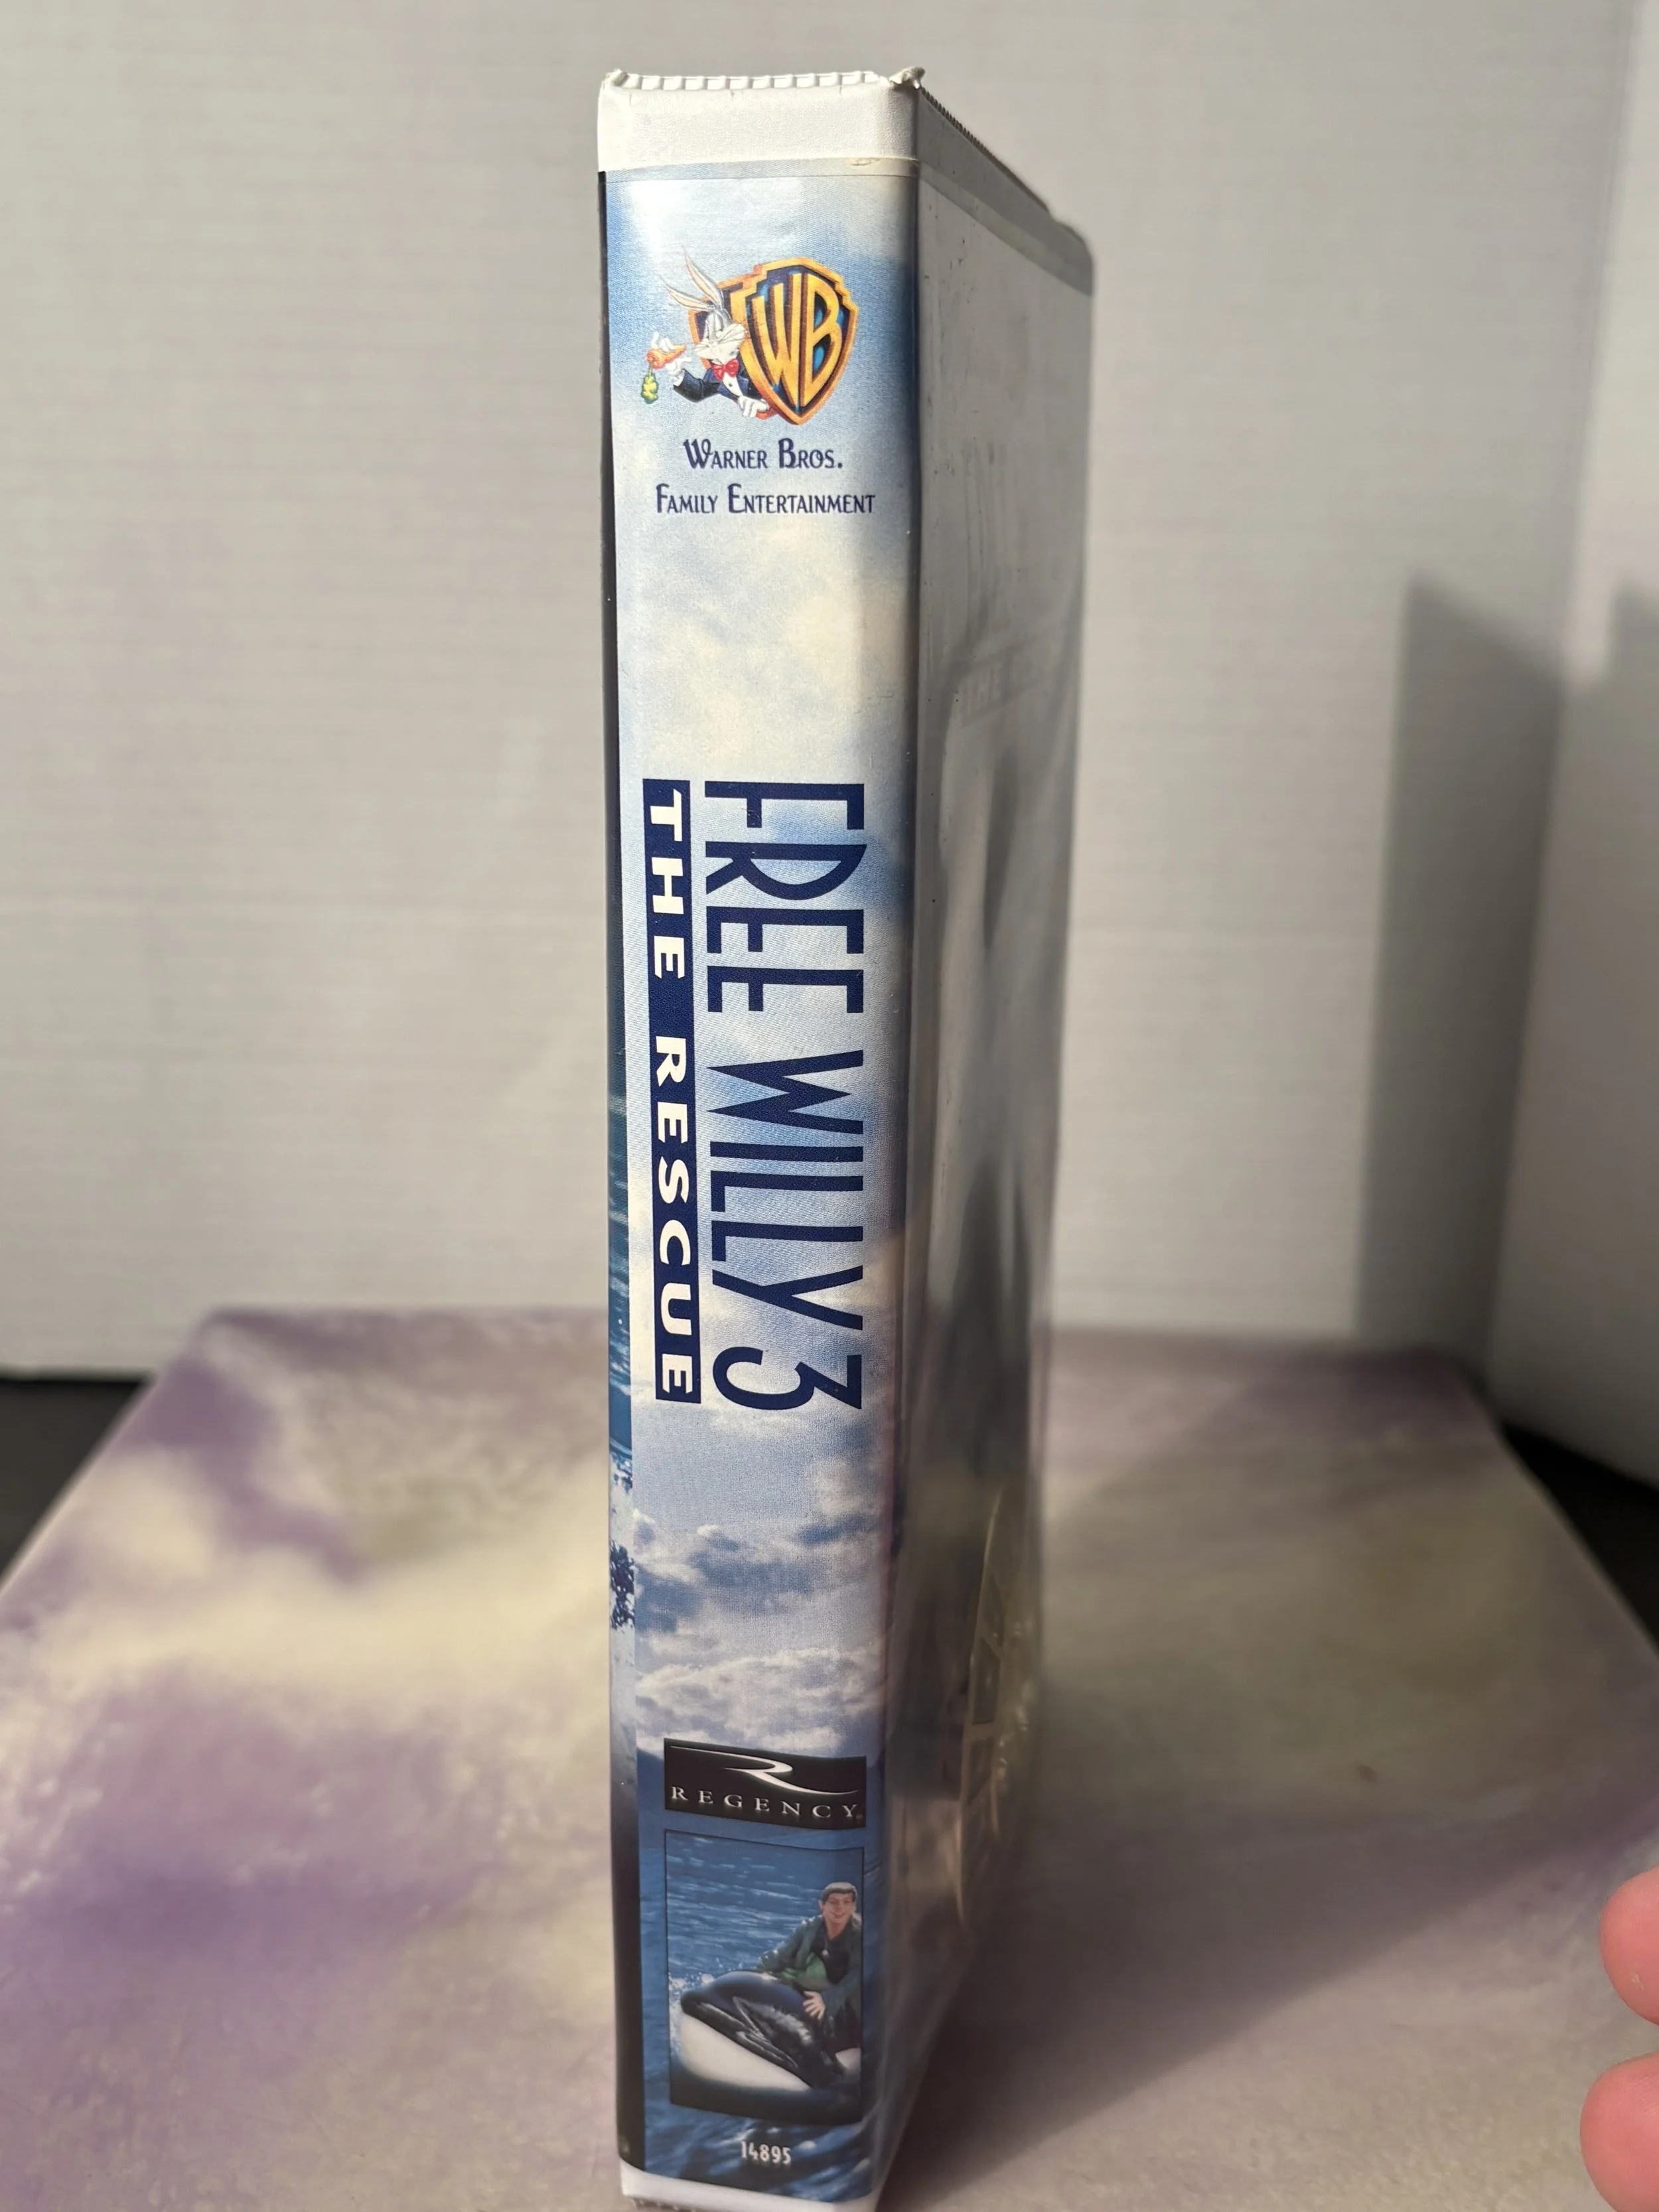 WB
WARNER BROS.
FAMILY ENTERTAINMENT
FREE WILLY 3
THE RESCUE
R
REGENCY
14895